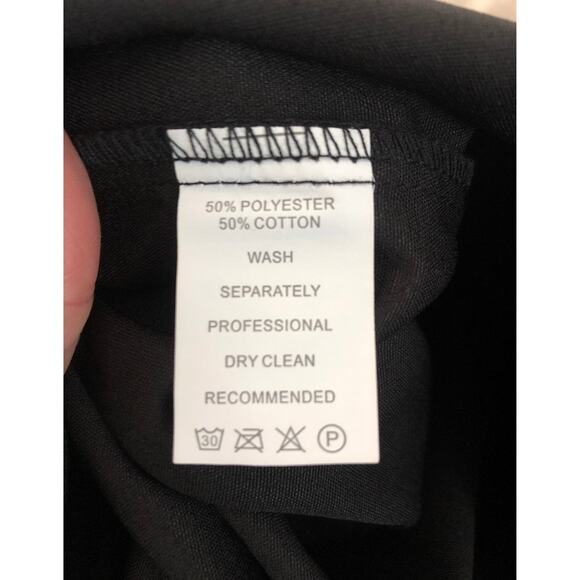 50% POLYESTER
50% COTTON
WASH
SEPARATELY
PROFESSIONAL
DRY CLEAN
RECOMMENDED
30 P